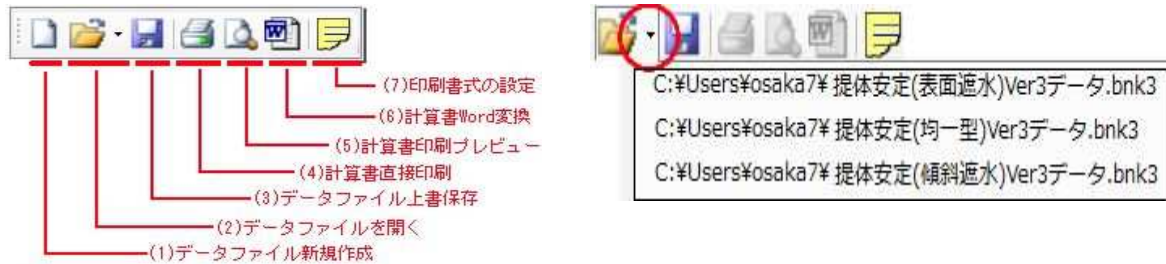 (7)印刷書式の設定
(6)計算書Word変換
(5)計算書印刷プレビュー
(4)計算書直接印刷
(3)データファイル上書保存
(2)データファイルを開く
(1)データファイル新規作成
C:¥Users¥osaka7¥ 提体安定(表面遮水)Ver3データ.bnk3
C:¥Users¥osaka7¥ 提体安定(均一型)Ver3データ.bnk3
C:¥Users¥osaka7¥ 提体安定(傾斜遮水)Ver3データ.bnk3